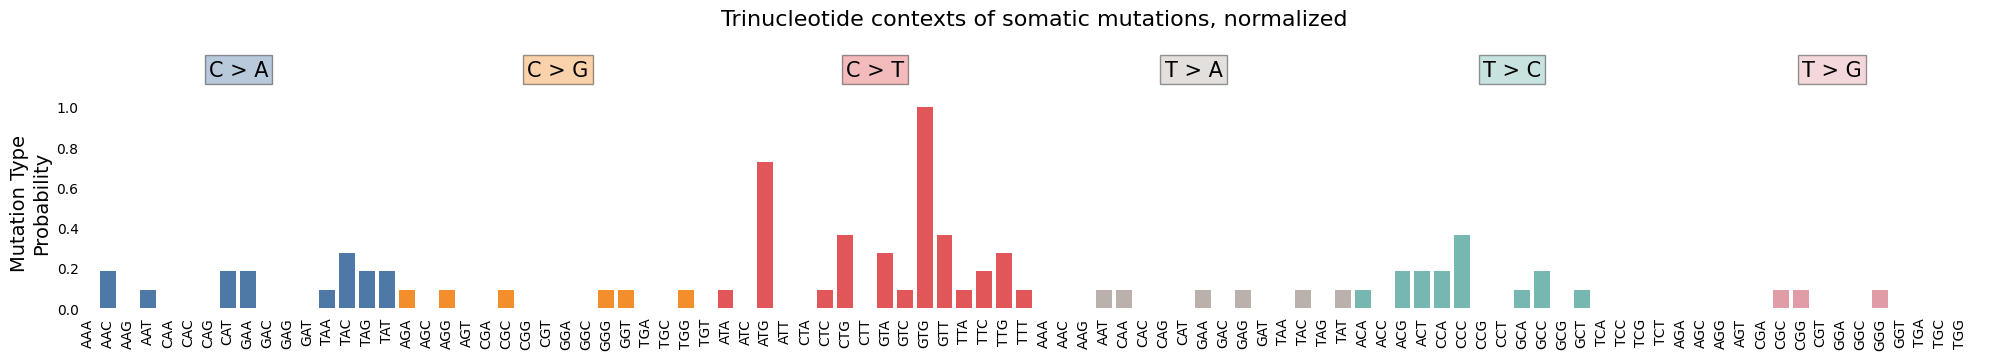 Trinucleotide contexts of somatic mutations, normalized
C > A
C > G
C > T
T > A
T > C
T > G
Mutation Type
Probability
1.0
0.8
0.6
0.4
0.2
0.0
AAA
AAC
AAG
AAT
CAA
CAC
CAG
CAT
GAA
GAC
GAG
GAT
TAA
TAC
TAG
TAT
AGA
AGC
AGG
AGT
CGA
CGC
CGG
CGT
GGA
GGC
GGG
GGT
TGA
TGC
TGG
TGT
ATA
ATC
ATG
ATT
CTA
CTC
CTG
CTT
GTA
GTC
GTG
GTT
TTA
TTC
TTG
TTT
AAA
AAC
AAG
AAT
CAA
CAC
CAG
CAT
GAA
GAC
GAG
GAT
TAA
TAC
TAG
TAT
ACA
ACC
ACG
ACT
CCA
CCC
CCG
CCT
GCA
GCC
GCG
GCT
TCA
TCC
TCG
TCT
AGA
AGC
AGG
AGT
CGA
CGC
CGG
CGT
GGA
GGC
GGG
GGT
TGA
TGC
TGG